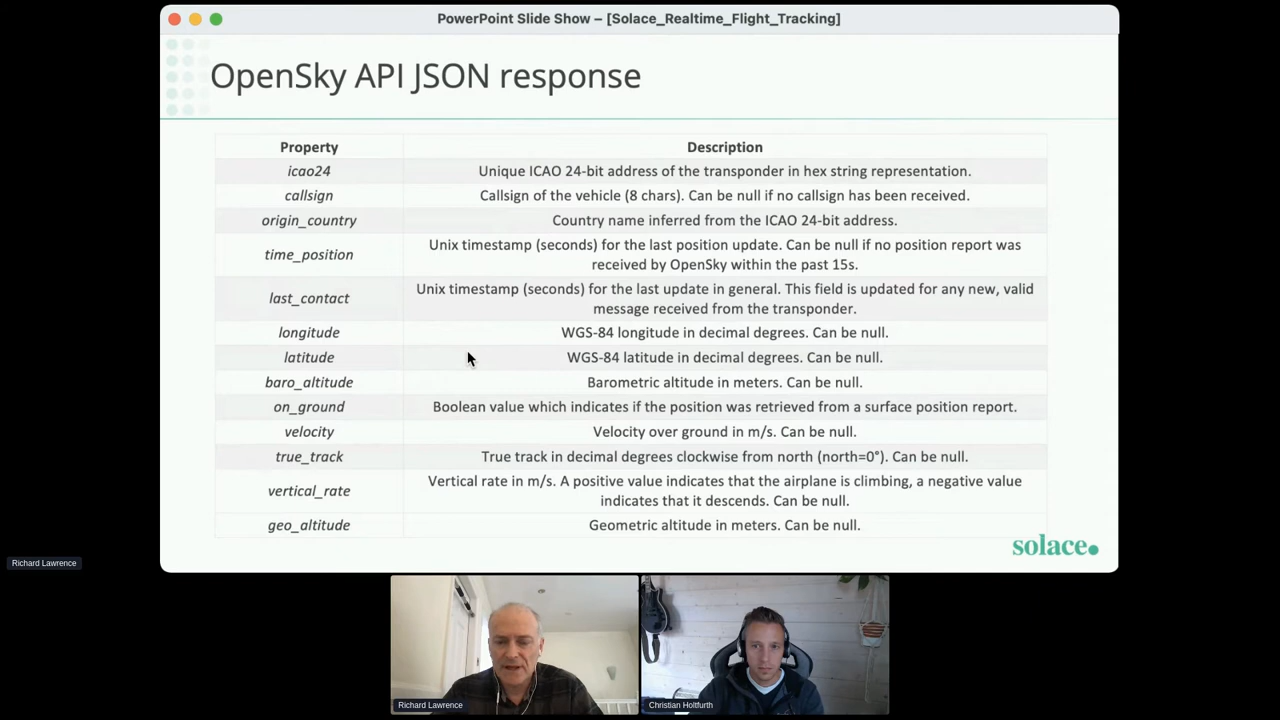 PowerPoint Slide Show – [Solace_Realtime_Flight_Tracking]
OpenSky API JSON response
Property Description
icao24 Unique ICAO 24-bit address of the transponder in hex string representation.
callsign Callsign of the vehicle (8 chars). Can be null if no callsign has been received.
origin_country Country name inferred from the ICAO 24-bit address.
time_position Unix timestamp (seconds) for the last position update. Can be null if no position report was
received by OpenSky within the past 15s.
last_contact Unix timestamp (seconds) for the last update in general. This field is updated for any new, valid
message received from the transponder.
longitude WGS-84 longitude in decimal degrees. Can be null.
latitude WGS-84 latitude in decimal degrees. Can be null.
baro_altitude Barometric altitude in meters. Can be null.
on_ground Boolean value which indicates if the position was retrieved from a surface position report.
velocity Velocity over ground in m/s. Can be null.
true_track True track in decimal degrees clockwise from north (north=0°). Can be null.
vertical_rate Vertical rate in m/s. A positive value indicates that the airplane is climbing, a negative value
indicates that it descends. Can be null.
geo_altitude Geometric altitude in meters. Can be null.
solace.
Richard Lawrence
Richard Lawrence
Christian Holtfurth